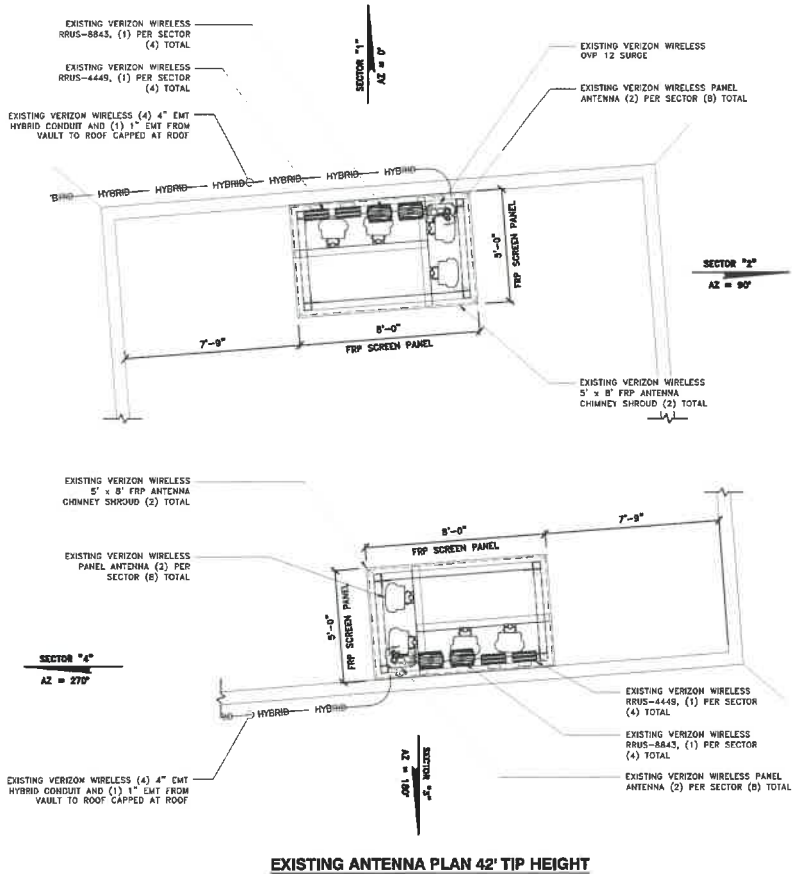 EXISTING VERIZON WIRELESS
RRUS-8843, (1) PER SECTOR
(4) TOTAL
EXISTING VERIZON WIRELESS
RRUS-4449, (1) PER SECTOR
(4) TOTAL
EXISTING VERIZON WIRELESS (4) 4" EMT
HYBRID CONDUIT AND (1) 1" EMT FROM
VAULT TO ROOF CAPPED AT ROOF
SECTOR "1"
AZ = 0°
EXISTING VERIZON WIRELESS
OVP 12 SURGE
EXISTING VERIZON WIRELESS PANEL
ANTENNA (2) PER SECTOR (8) TOTAL
BRID HYBRID HYBRID HYBRID HYBRID HYBRID
5'-0"
FRP SCREEN PANEL
SECTOR "2"
AZ = 90°
7'-9"
8'-0"
FRP SCREEN PANEL
EXISTING VERIZON WIRELESS
5' x 8' FRP ANTENNA
CHIMNEY SHROUD (2) TOTAL
EXISTING VERIZON WIRELESS
5' x 8' FRP ANTENNA
CHIMNEY SHROUD (2) TOTAL
8'-0"
FRP SCREEN PANEL
7'-9"
EXISTING VERIZON WIRELESS
PANEL ANTENNA (2) PER
SECTOR (8) TOTAL
5'-0"
FRP SCREEN PANEL
SECTOR "4"
AZ = 270°
HYBRID HYBRID
EXISTING VERIZON WIRELESS
RRUS-4449, (1) PER SECTOR
(4) TOTAL
EXISTING VERIZON WIRELESS
RRUS-8843, (1) PER SECTOR
(4) TOTAL
SECTOR "3"
AZ = 180°
EXISTING VERIZON WIRELESS (4) 4" EMT
HYBRID CONDUIT AND (1) 1" EMT FROM
VAULT TO ROOF CAPPED AT ROOF
EXISTING VERIZON WIRELESS PANEL
ANTENNA (2) PER SECTOR (8) TOTAL
EXISTING ANTENNA PLAN 42' TIP HEIGHT